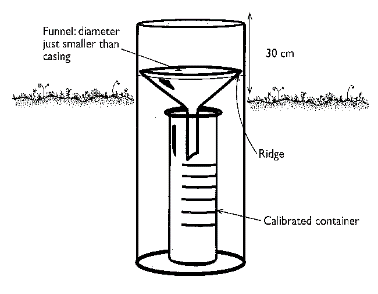 Funnel: diameter
just smaller than
casing
30 cm
Ridge
Calibrated container